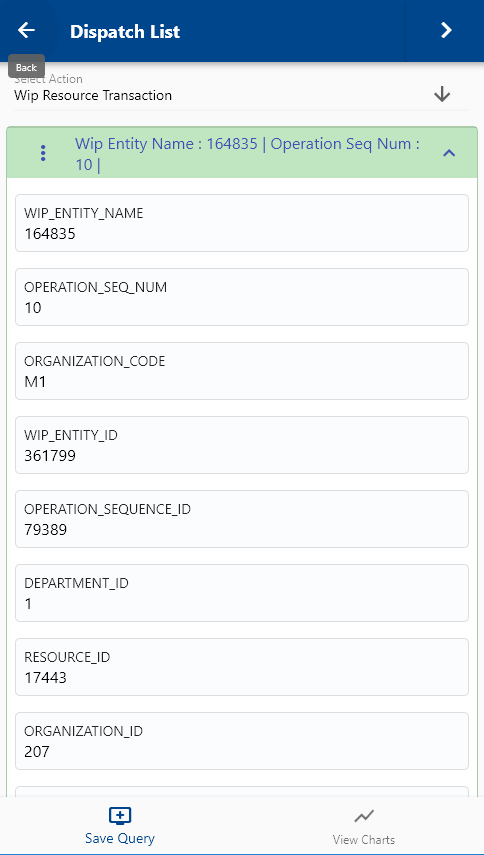 Dispatch List
Back
Select Action
Wip Resource Transaction
Wip Entity Name : 164835 | Operation Seq Num :
10 |
WIP_ENTITY_NAME
164835
OPERATION_SEQ_NUM
10
ORGANIZATION_CODE
M1
WIP_ENTITY_ID
361799
OPERATION_SEQUENCE_ID
79389
DEPARTMENT_ID
1
RESOURCE_ID
17443
ORGANIZATION_ID
207
Save Query
View Charts